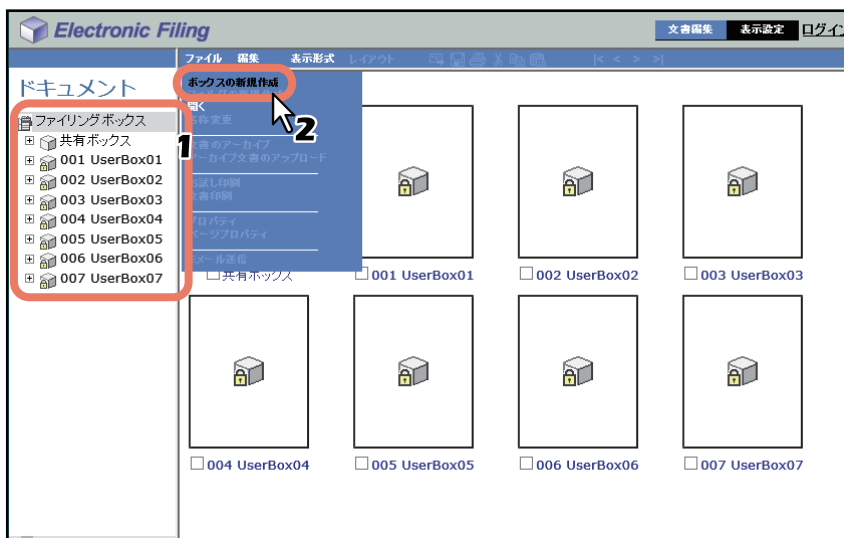 Electronic Filing
文書編集
表示設定
ログイン
ファイル 編集 表示形式 レイアウト |< < > >|
ドキュメント
ファイリングボックス
共有ボックス
001 UserBox01
002 UserBox02
003 UserBox03
004 UserBox04
005 UserBox05
006 UserBox06
007 UserBox07
1
ボックスの新規作成
2
開く
名称変更
文書のアーカイブ
アーカイブ文書のアップロード
お試し印刷
文書印刷
プロパティ
ページプロパティ
Eメール送信
共有ボックス
001 UserBox01
002 UserBox02
003 UserBox03
004 UserBox04
005 UserBox05
006 UserBox06
007 UserBox07